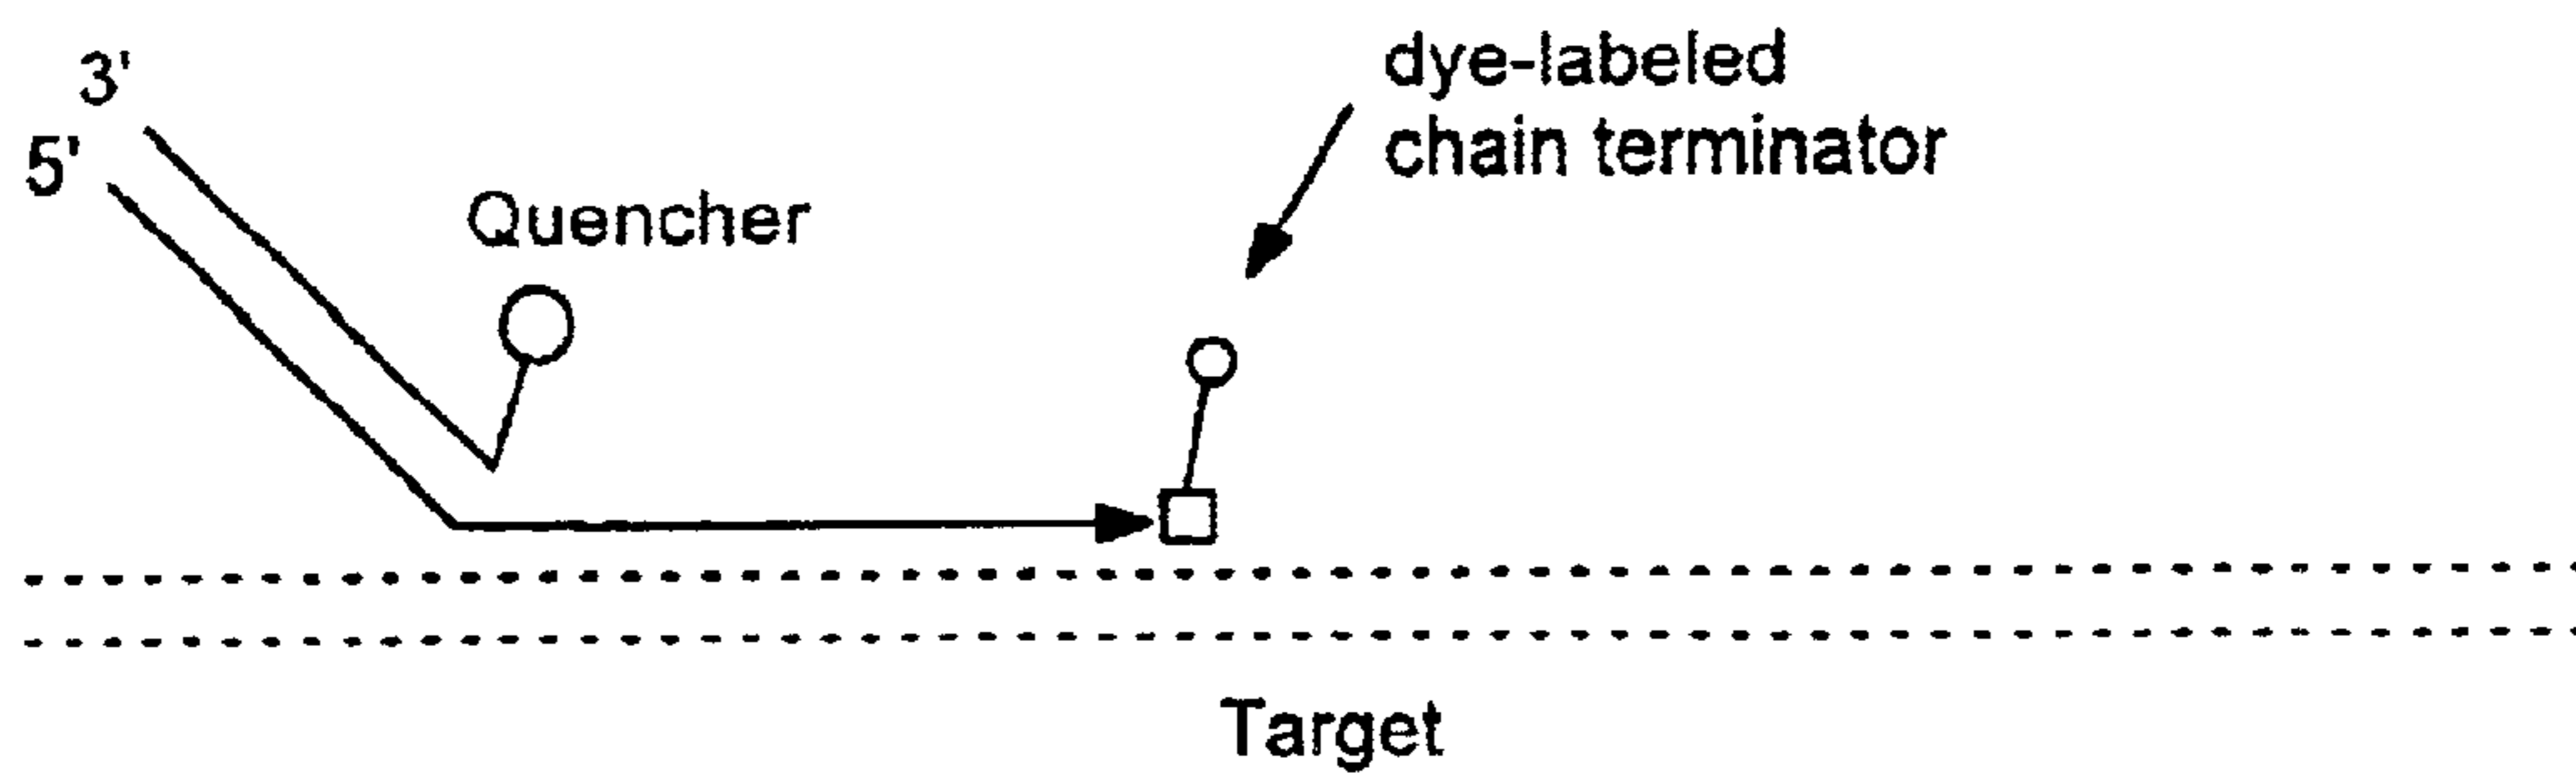 3'
5'
Quencher
dye-labeled
chain terminator
Target